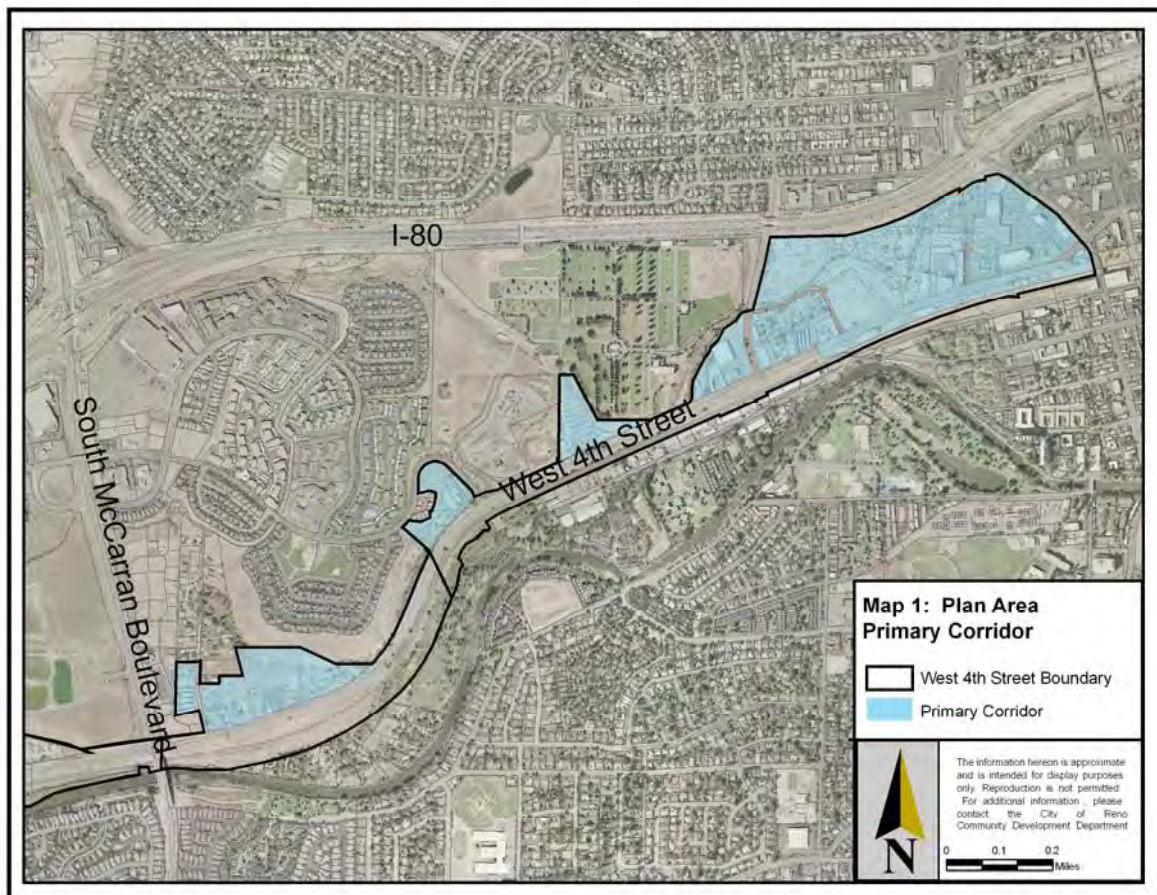 I-80
West 4th Street
South McCarran Boulevard
Map 1: Plan Area
Primary Corridor
West 4th Street Boundary
Primary Corridor
The information hereon is approximate
and is intended for display purposes
only. Reproduction is not permitted
For additional information , please
contact the City of Reno
Community Development Department
N
0 0.1 0.2
Miles